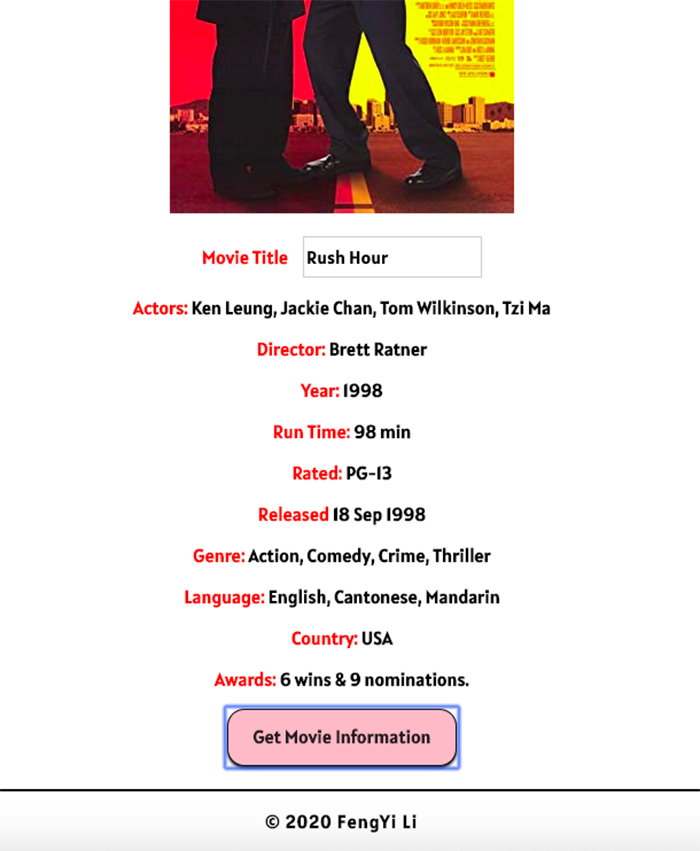 Movie Title Rush Hour
Actors: Ken Leung, Jackie Chan, Tom Wilkinson, Tzi Ma
Director: Brett Ratner
Year: 1998
Run Time: 98 min
Rated: PG-13
Released 18 Sep 1998
Genre: Action, Comedy, Crime, Thriller
Language: English, Cantonese, Mandarin
Country: USA
Awards: 6 wins & 9 nominations.
Get Movie Information
© 2020 FengYi Li